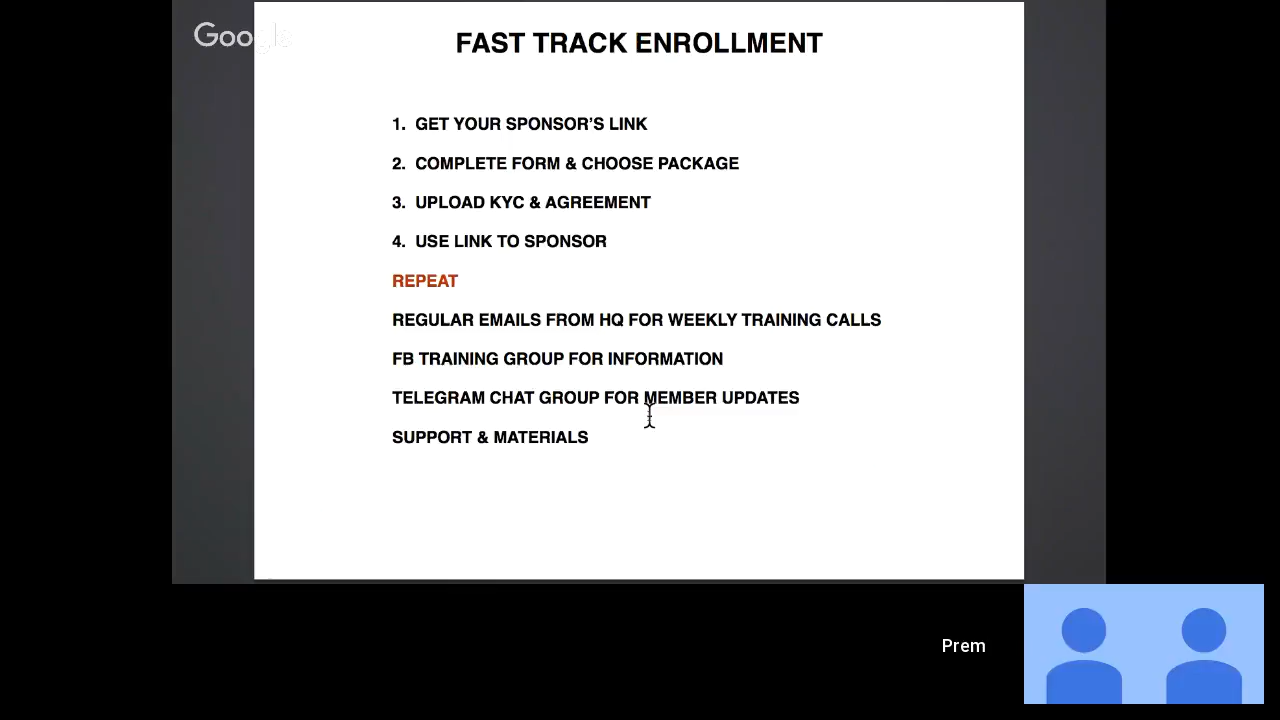 Google
FAST TRACK ENROLLMENT
1. GET YOUR SPONSOR'S LINK
2. COMPLETE FORM & CHOOSE PACKAGE
3. UPLOAD KYC & AGREEMENT
4. USE LINK TO SPONSOR
REPEAT
REGULAR EMAILS FROM HQ FOR WEEKLY TRAINING CALLS
FB TRAINING GROUP FOR INFORMATION
TELEGRAM CHAT GROUP FOR MEMBER UPDATES
SUPPORT & MATERIALS
Prem